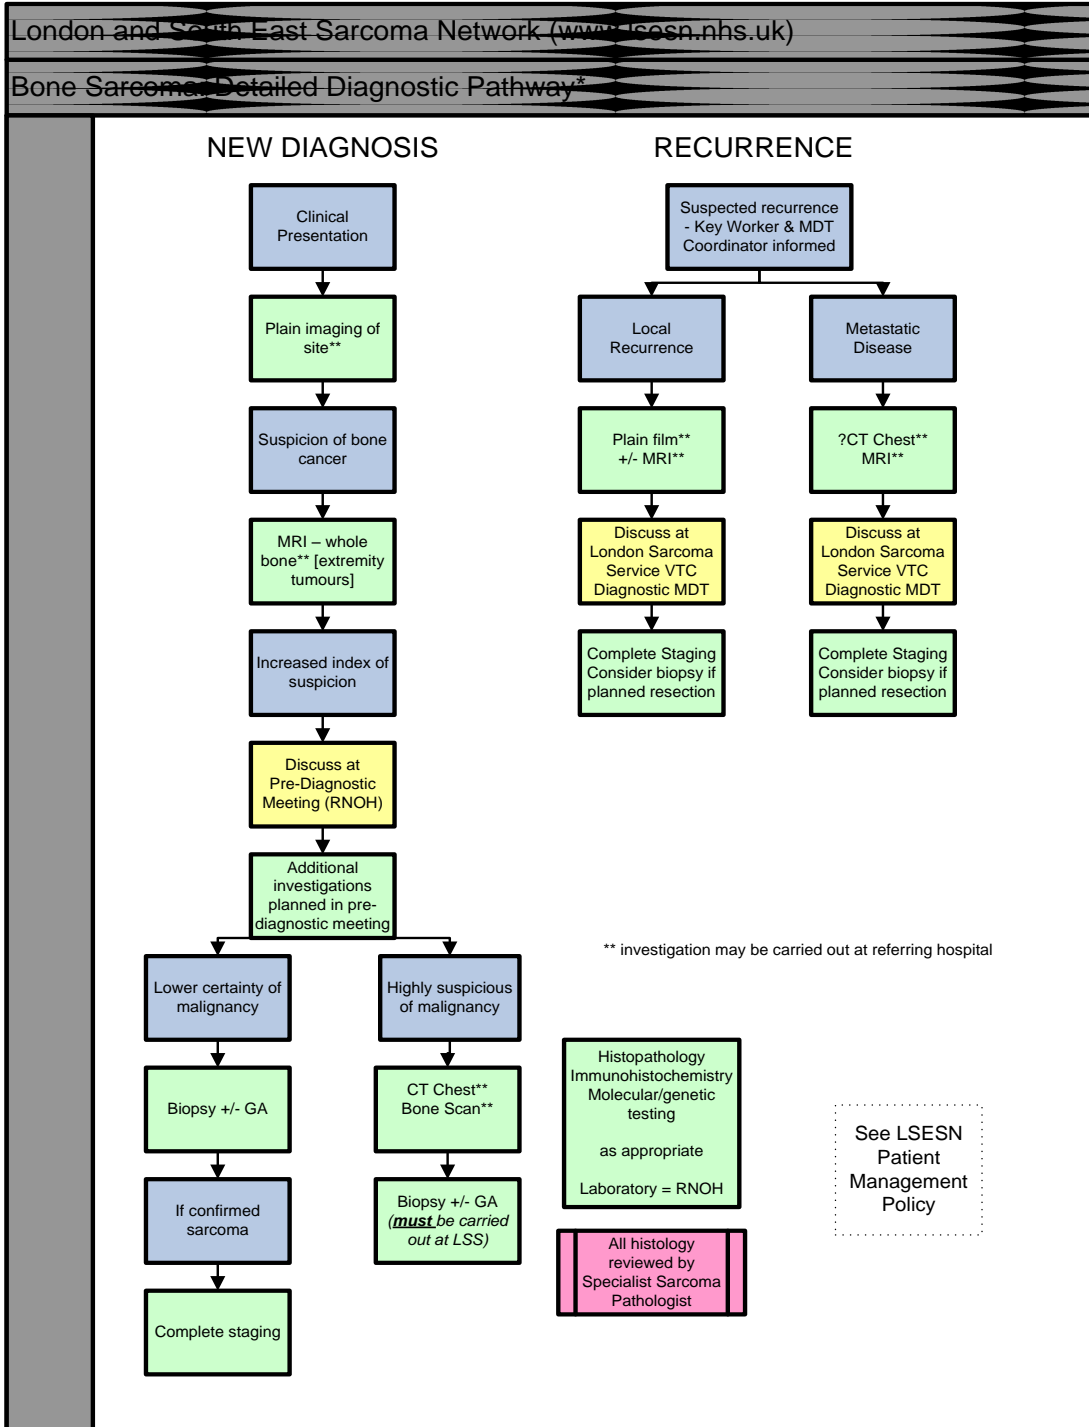 London and South East Sarcoma Network (www.lsesn.nhs.uk)
Bone Sarcoma: Detailed Diagnostic Pathway*
NEW DIAGNOSIS
Clinical
Presentation
Plain imaging of
site**
Suspicion of bone
cancer
MRI – whole
bone** [extremity
tumours]
Increased index of
suspicion
Discuss at
Pre-Diagnostic
Meeting (RNOH)
Additional
investigations
planned in pre-
diagnostic meeting
Lower certainty of
malignancy
Biopsy +/- GA
If confirmed
sarcoma
Complete staging
Highly suspicious
of malignancy
CT Chest**
Bone Scan**
Biopsy +/- GA
(must be carried
out at LSS)
RECURRENCE
Suspected recurrence
- Key Worker & MDT
Coordinator informed
Local
Recurrence
Plain film**
+/- MRI**
Discuss at
London Sarcoma
Service VTC
Diagnostic MDT
Complete Staging
Consider biopsy if
planned resection
Metastatic
Disease
?CT Chest**
MRI**
Discuss at
London Sarcoma
Service VTC
Diagnostic MDT
Complete Staging
Consider biopsy if
planned resection
** investigation may be carried out at referring hospital
Histopathology
Immunohistochemistry
Molecular/genetic
testing
as appropriate
Laboratory = RNOH
All histology
reviewed by
Specialist Sarcoma
Pathologist
See LSESN
Patient
Management
Policy